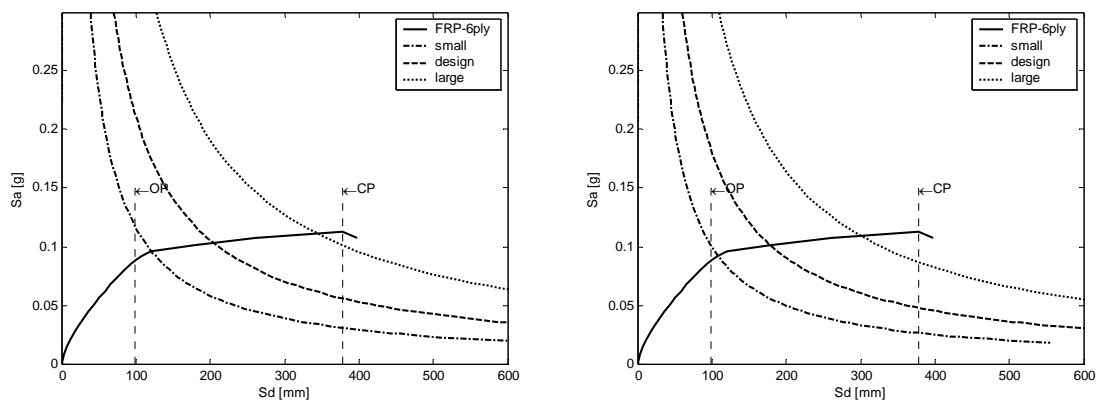 FRP-6ply
small
design
large
0.25
0.2
0.15
0.1
0.05
0
Sa [g]
←OP
←CP
0 100 200 300 400 500 600
Sd [mm]
FRP-6ply
small
design
large
0.25
0.2
0.15
0.1
0.05
0
Sa [g]
←OP
←CP
0 100 200 300 400 500 600
Sd [mm]